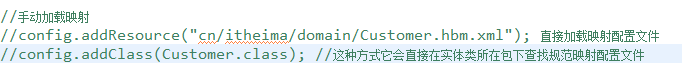 //手动加载映射
//config.addResource("cn/itheima/domain/Customer.hbm.xml"); 直接加载映射配置文件
//config.addClass(Customer.class); //这种方式它会直接在实体类所在包下查找规范映射配置文件